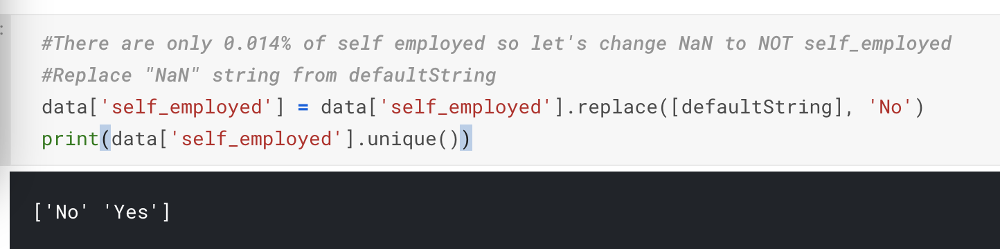 :
#There are only 0.014% of self employed so let's change NaN to NOT self_employed
#Replace "NaN" string from defaultString
data['self_employed'] = data['self_employed'].replace([defaultString], 'No')
print(data['self_employed'].unique())
['No' 'Yes']